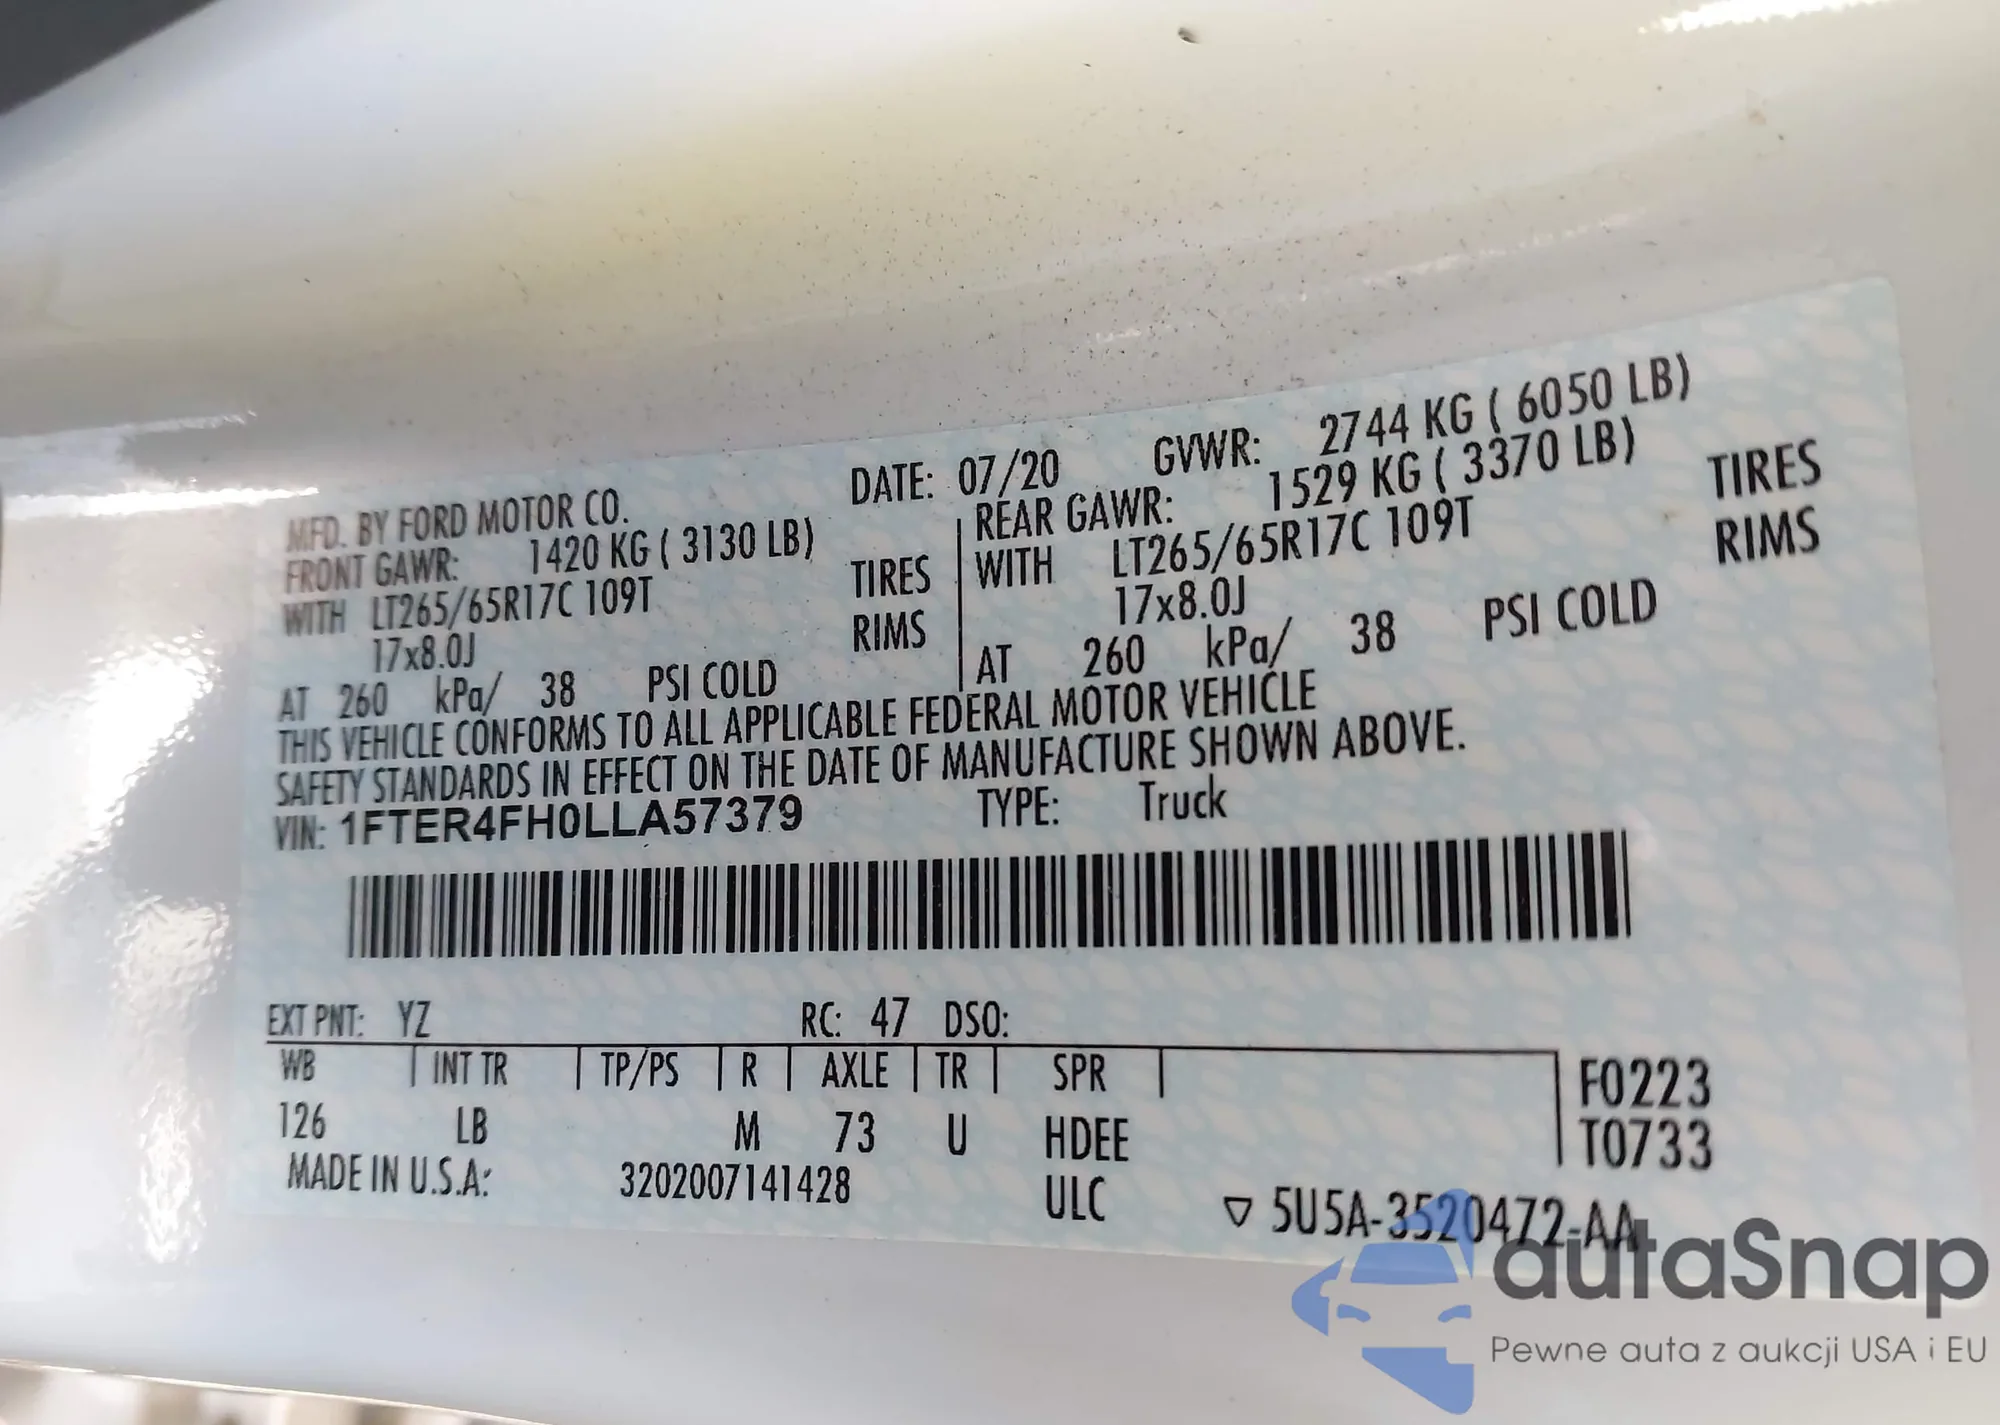 MFD. BY FORD MOTOR CO. DATE: 07/20 GVWR: 2744 KG ( 6050 LB)
FRONT GAWR: 1420 KG ( 3130 LB) REAR GAWR: 1529 KG ( 3370 LB)
WITH LT265/65R17C 109T TIRES WITH LT265/65R17C 109T TIRES
17x8.0J RIMS 17x8.0J RIMS
AT 260 kPa/ 38 PSI COLD AT 260 kPa/ 38 PSI COLD
THIS VEHICLE CONFORMS TO ALL APPLICABLE FEDERAL MOTOR VEHICLE
SAFETY STANDARDS IN EFFECT ON THE DATE OF MANUFACTURE SHOWN ABOVE.
VIN: 1FTER4FH0LLA57379 TYPE: Truck
EXT PNT: YZ RC: 47 DSO:
WB INT TR TP/PS R AXLE TR SPR F0223
126 LB M 73 U HDEE T0733
MADE IN U.S.A: 3202007141428 ULC ▽ 5U5A-3520472-AA
autaSnap
Pewne auta z aukcji USA i EU